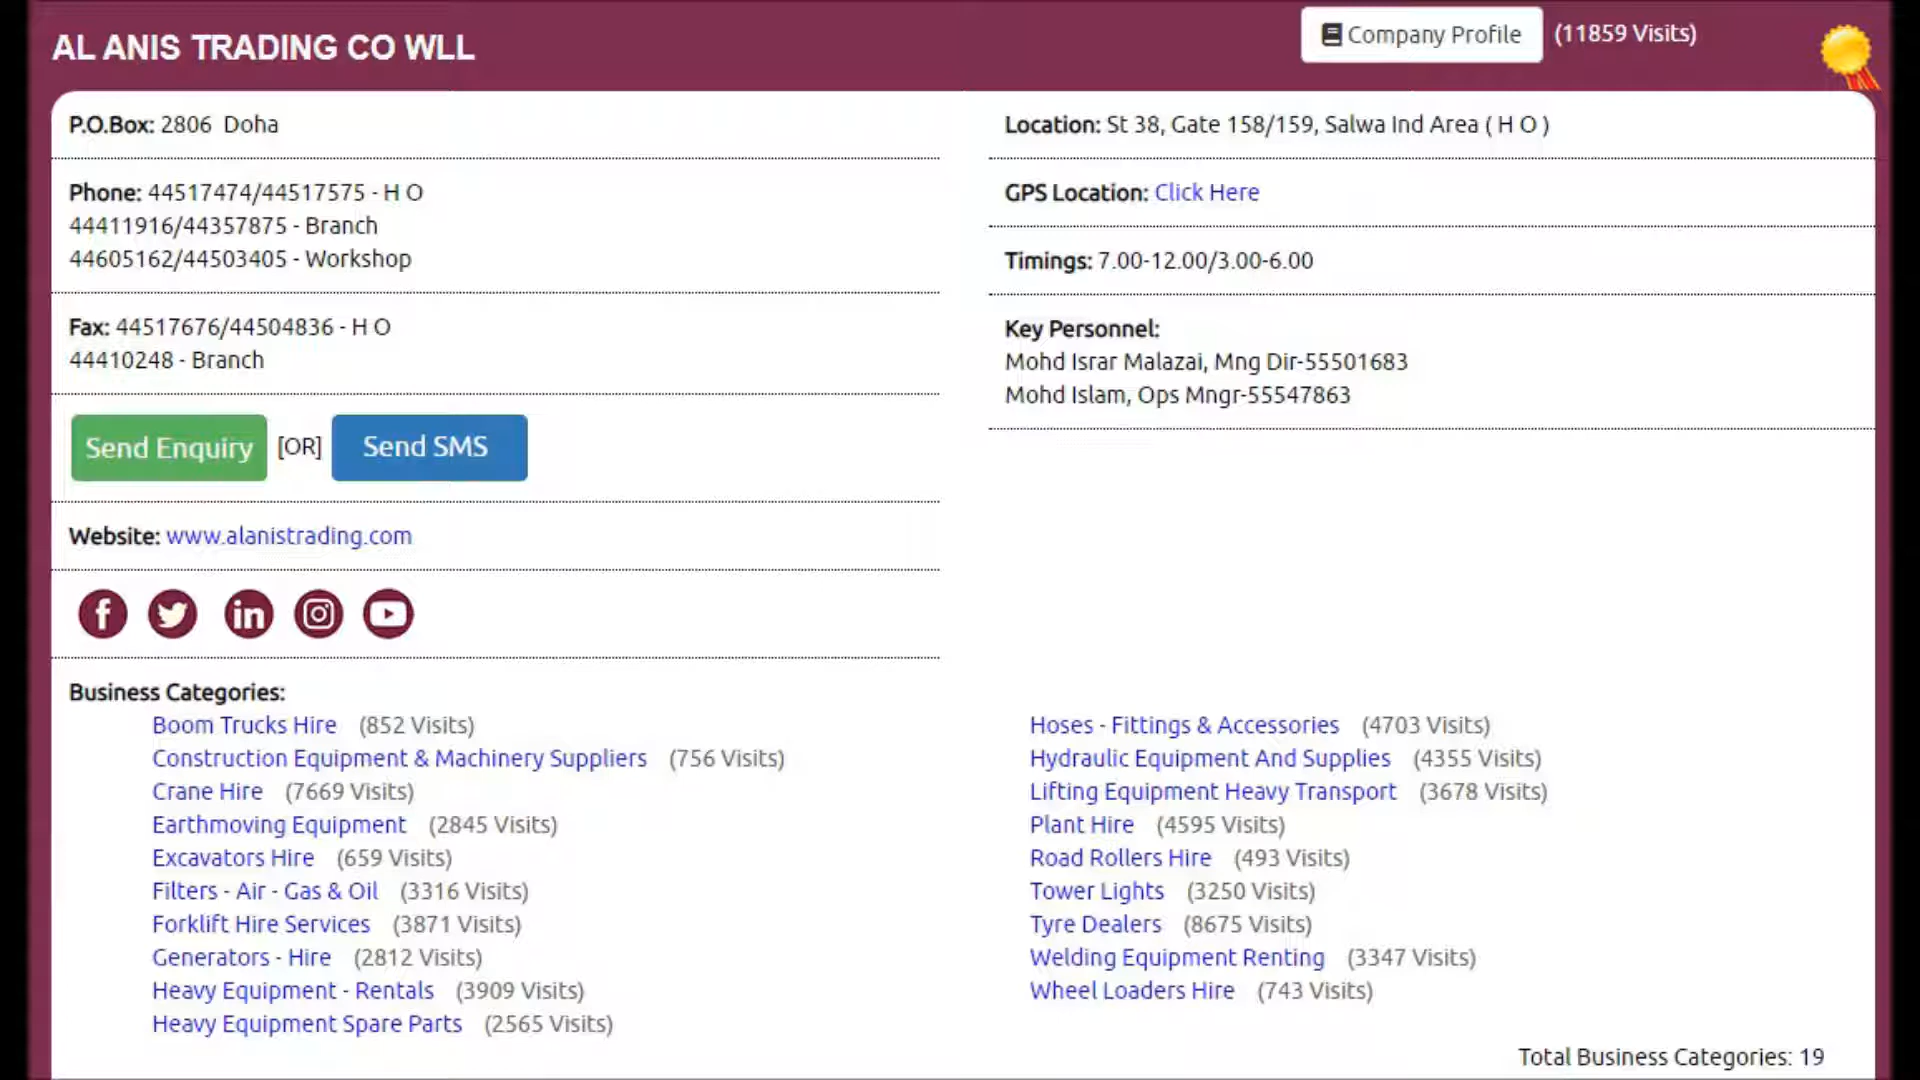 AL ANIS TRADING CO WLL
Company Profile (11859 Visits)
P.O.Box: 2806 Doha
Phone: 44517474/44517575 - H O
44411916/44357875 - Branch
44605162/44503405 - Workshop
Fax: 44517676/44504836 - H O
44410248 - Branch
Send Enquiry [OR] Send SMS
Website: www.alanistrading.com
Location: St 38, Gate 158/159, Salwa Ind Area ( H O )
GPS Location: Click Here
Timings: 7.00-12.00/3.00-6.00
Key Personnel:
Mohd Israr Malazai, Mng Dir-55501683
Mohd Islam, Ops Mngr-55547863
Business Categories:
Boom Trucks Hire (852 Visits)
Construction Equipment & Machinery Suppliers (756 Visits)
Crane Hire (7669 Visits)
Earthmoving Equipment (2845 Visits)
Excavators Hire (659 Visits)
Filters - Air - Gas & Oil (3316 Visits)
Forklift Hire Services (3871 Visits)
Generators - Hire (2812 Visits)
Heavy Equipment - Rentals (3909 Visits)
Heavy Equipment Spare Parts (2565 Visits)
Hoses - Fittings & Accessories (4703 Visits)
Hydraulic Equipment And Supplies (4355 Visits)
Lifting Equipment Heavy Transport (3678 Visits)
Plant Hire (4595 Visits)
Road Rollers Hire (493 Visits)
Tower Lights (3250 Visits)
Tyre Dealers (8675 Visits)
Welding Equipment Renting (3347 Visits)
Wheel Loaders Hire (743 Visits)
Total Business Categories: 19